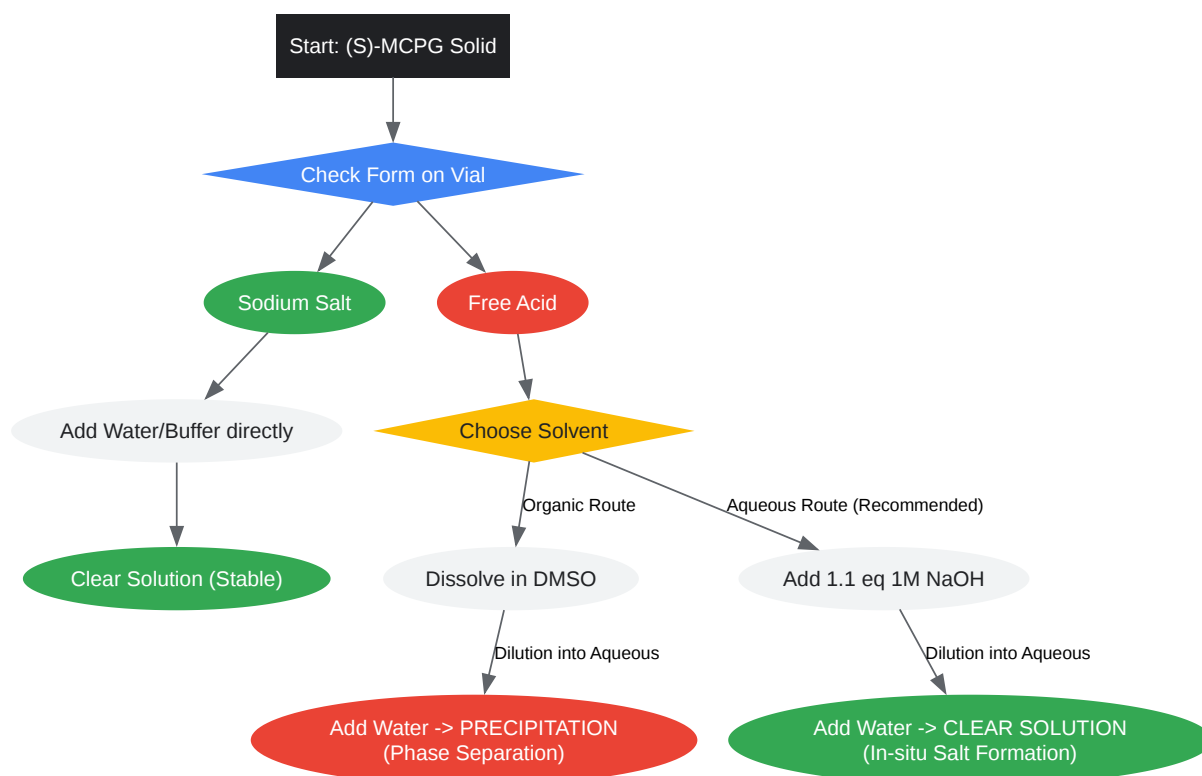 Start: (S)-MCPG Solid
Check Form on Vial
Sodium Salt
Free Acid
Add Water/Buffer directly
Choose Solvent
Organic Route
Aqueous Route (Recommended)
Clear Solution (Stable)
Dissolve in DMSO
Add 1.1 eq 1M NaOH
Dilution into Aqueous
Dilution into Aqueous
Add Water -> PRECIPITATION
(Phase Separation)
Add Water -> CLEAR SOLUTION
(In-situ Salt Formation)